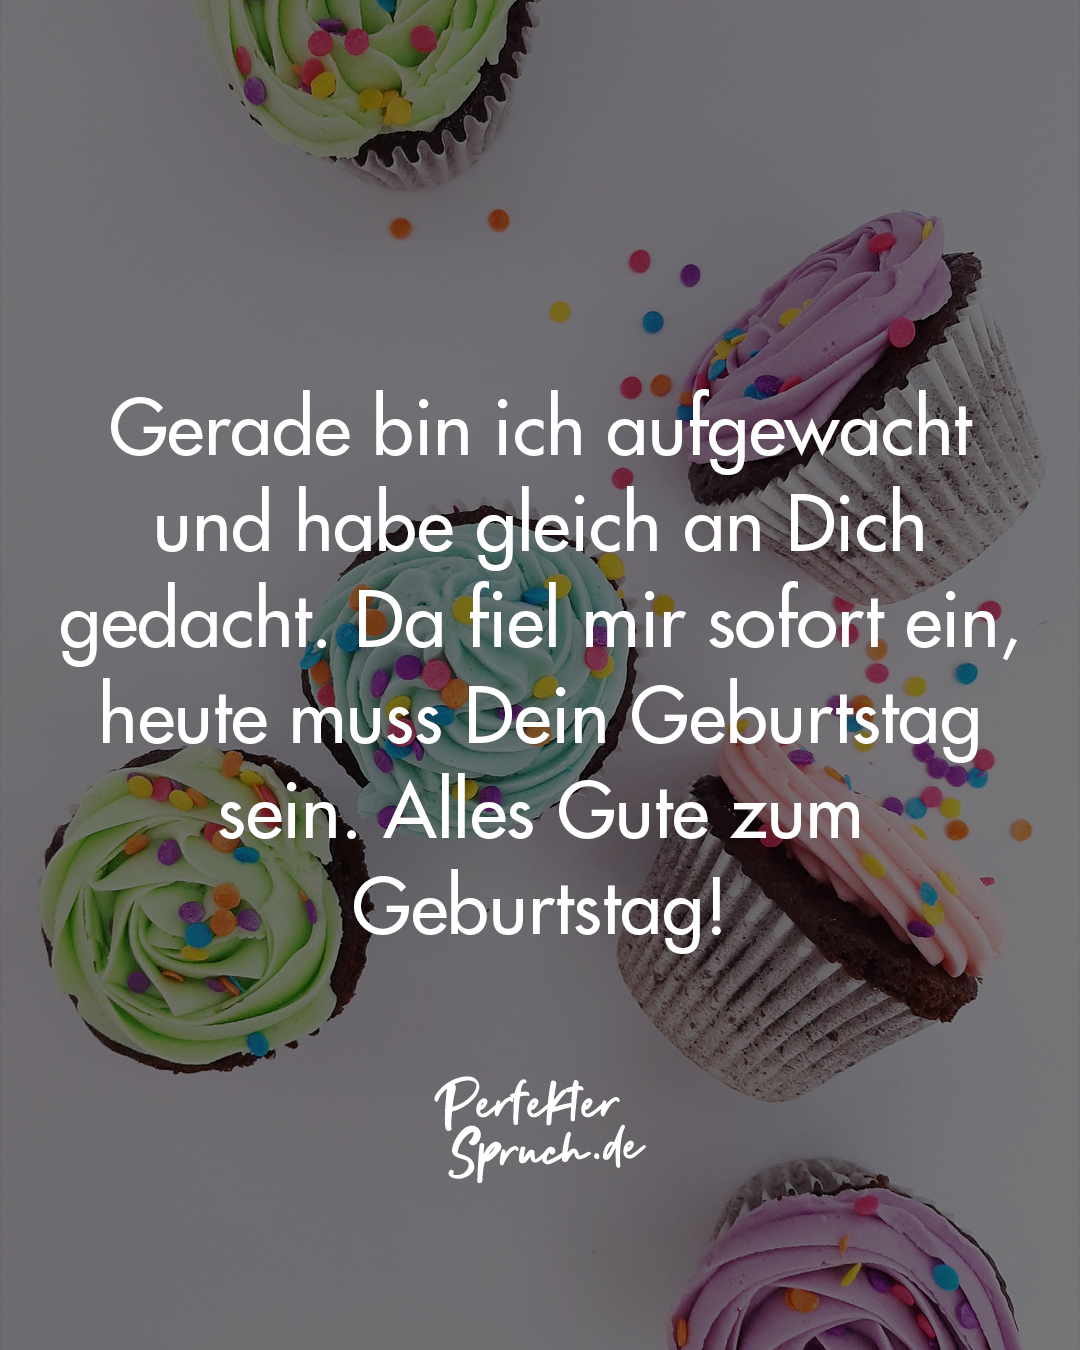 Gerade bin ich aufgewacht
und habe gleich an Dich
gedacht. Da fiel mir sofort ein,
heute muss Dein Geburtstag
sein. Alles Gute zum
Geburtstag!
Perfekter
Spruch.de